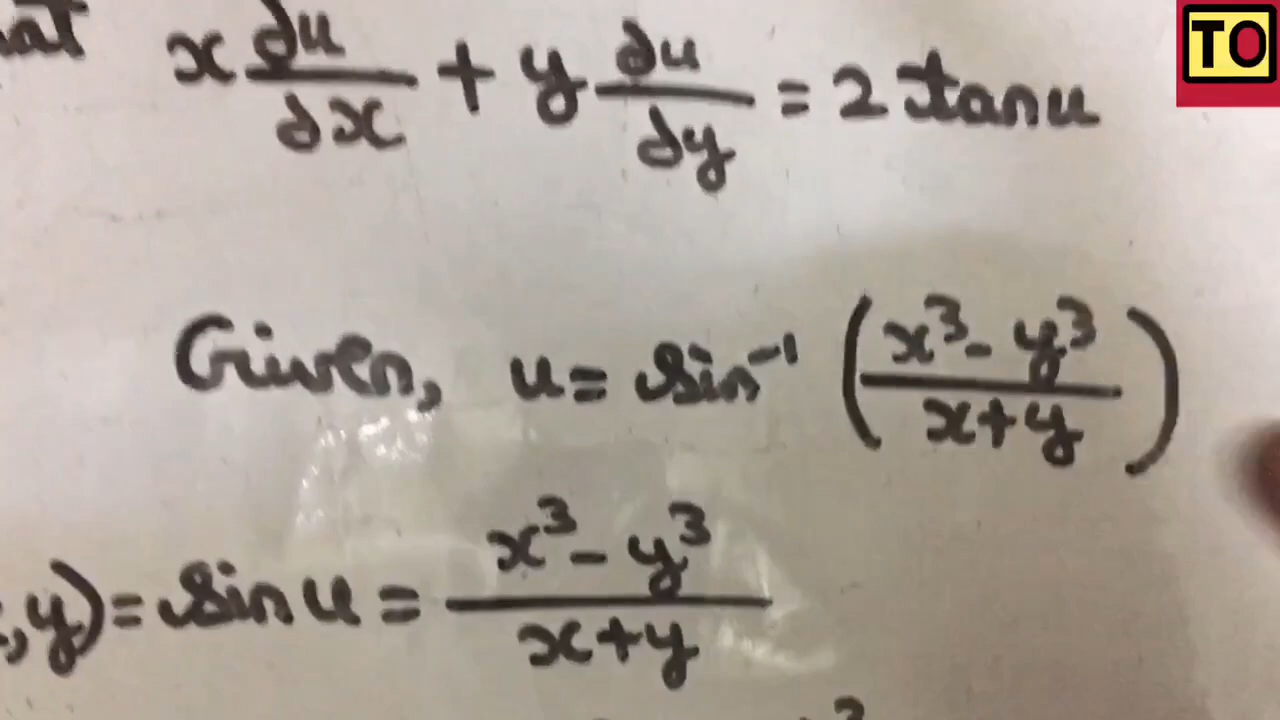 TO
x ∂u/∂x + y ∂u/∂y = 2 tan u
Given, u = sin⁻¹ (x³ - y³ / x + y)
, y) = sin u = x³ - y³ / x + y